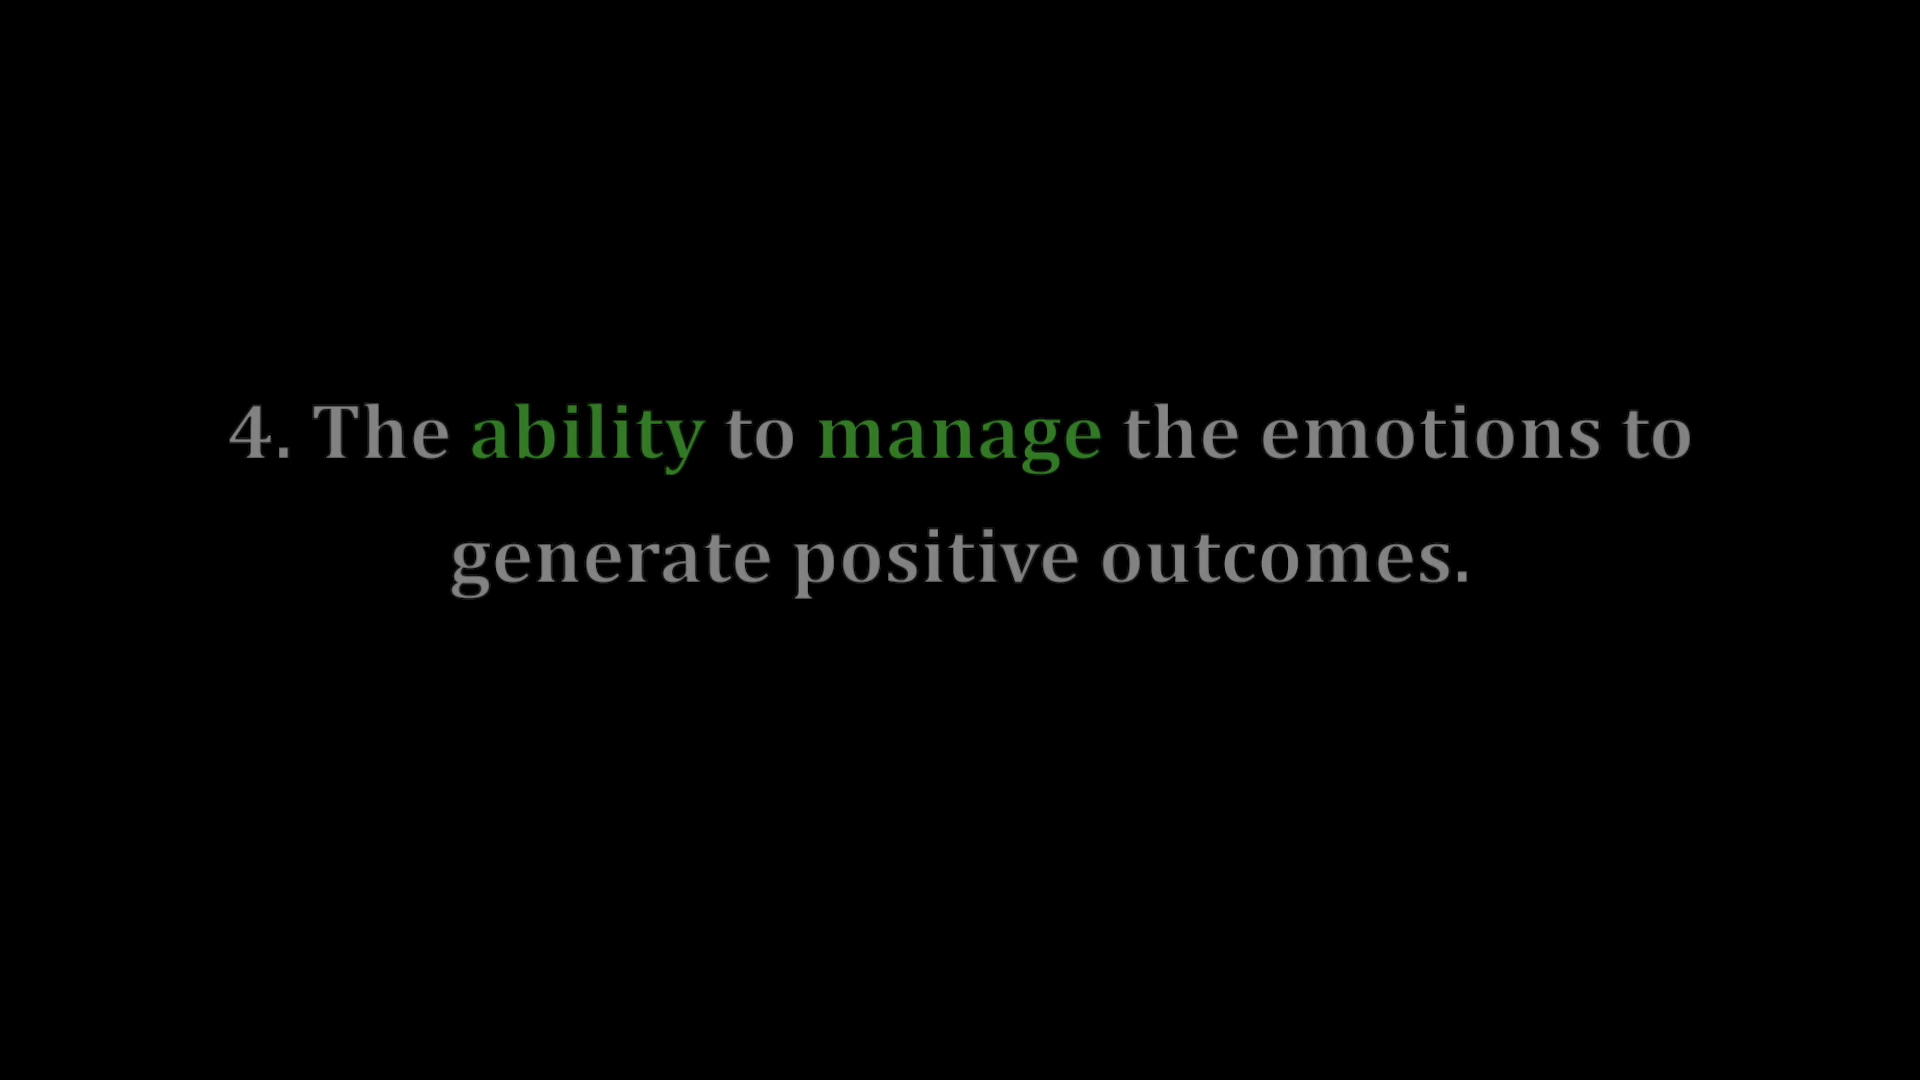 4. The ability to manage the emotions to
generate positive outcomes.